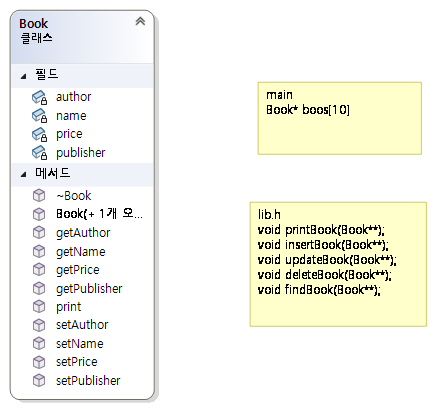 Book
클래스
필드
author
name
price
publisher
메서드
~Book
Book(+ 1개 오...
getAuthor
getName
getPrice
getPublisher
print
setAuthor
setName
setPrice
setPublisher
main
Book* boos[10]
lib.h
void printBook(Book**);
void insertBook(Book**);
void updateBook(Book**);
void deleteBook(Book**);
void findBook(Book**);